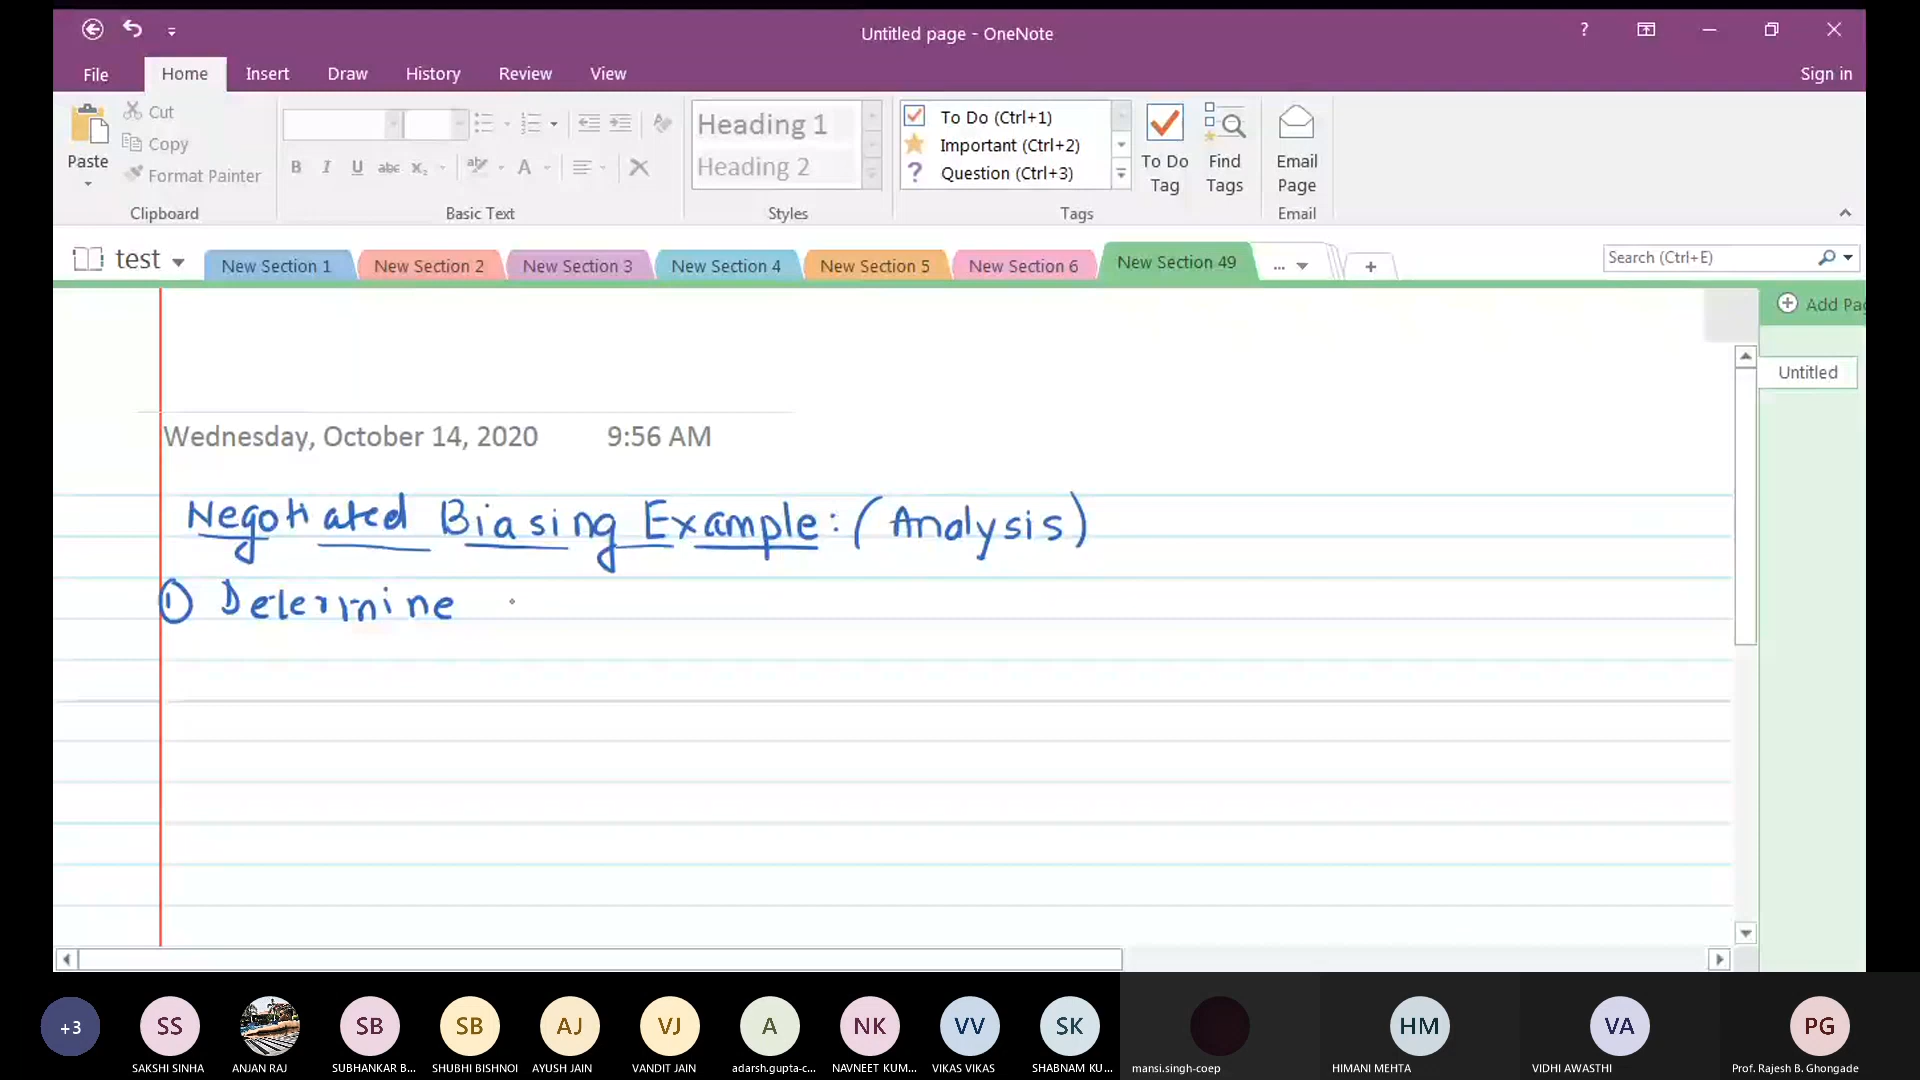 Untitled page - OneNote
?
File Home Insert Draw History Review View
Sign in
Paste
Cut
Copy
Format Painter
Clipboard
B I U abc x₂ A
Basic Text
Heading 1
Heading 2
Styles
To Do (Ctrl+1)
Important (Ctrl+2)
? Question (Ctrl+3)
Tags
To Do
Tag
Find
Tags
Email
Page
Email
test
New Section 1
New Section 2
New Section 3
New Section 4
New Section 5
New Section 6
New Section 49
...
+
Search (Ctrl+E)
Add Pa
Untitled
Wednesday, October 14, 2020 9:56 AM
Negotiated Biasing Example: (Analysis)
① Determine
+3
SS
SB
SB
AJ
VJ
A
NK
VV
SK
HM
VA
PG
SAKSHI SINHA
ANJAN RAJ
SUBHANKAR B...
SHUBHI BISHNOI
AYUSH JAIN
VANDIT JAIN
adarsh.gupta-c...
NAVNEET KUM...
VIKAS VIKAS
SHABNAM KU...
mansi.singh-coep
HIMANI MEHTA
VIDHI AWASTHI
Prof. Rajesh B. Ghongade